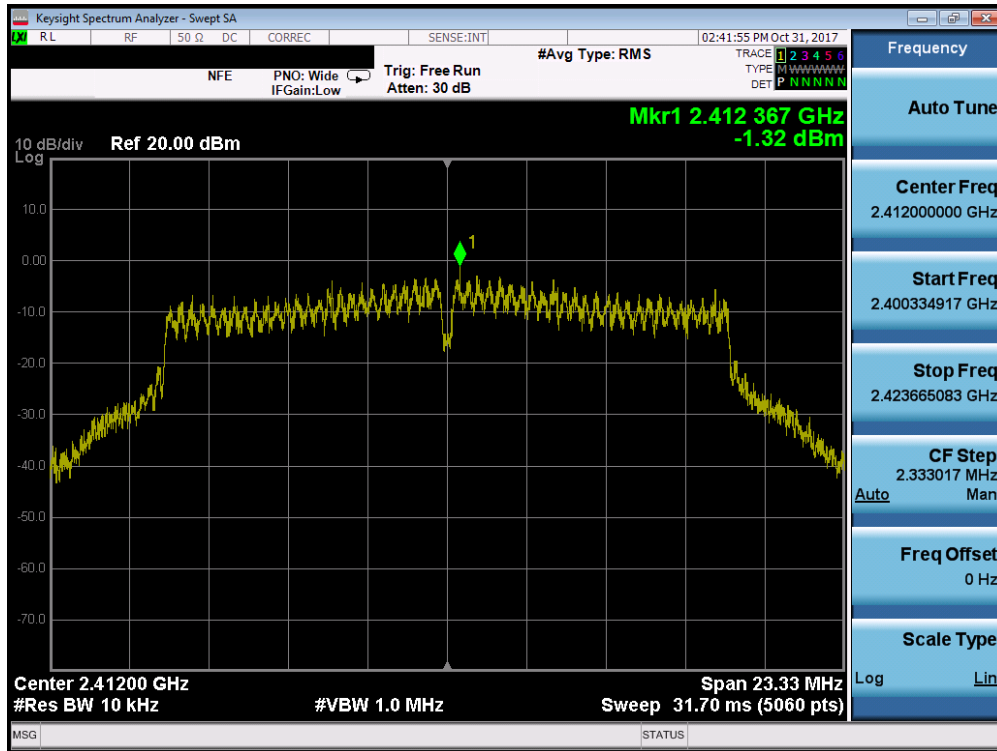 Keysight Spectrum Analyzer - Swept SA
LXI RL RF 50 Ω DC CORREC SENSE:INT 02:41:55 PM Oct 31, 2017
NFE PNO: Wide Trig: Free Run #Avg Type: RMS TRACE 1 2 3 4 5 6
IFGain:Low Atten: 30 dB TYPE M WWWWW
DET P N N N N N
Mkr1 2.412 367 GHz
-1.32 dBm
10 dB/div Ref 20.00 dBm
Log
10.0
0.00
-10.0
-20.0
-30.0
-40.0
-50.0
-60.0
-70.0
1
Center 2.41200 GHz Span 23.33 MHz
#Res BW 10 kHz #VBW 1.0 MHz Sweep 31.70 ms (5060 pts)
MSG STATUS
Frequency
Auto Tune
Center Freq
2.412000000 GHz
Start Freq
2.400334917 GHz
Stop Freq
2.423665083 GHz
CF Step
2.333017 MHz
Auto Man
Freq Offset
0 Hz
Scale Type
Log Lin